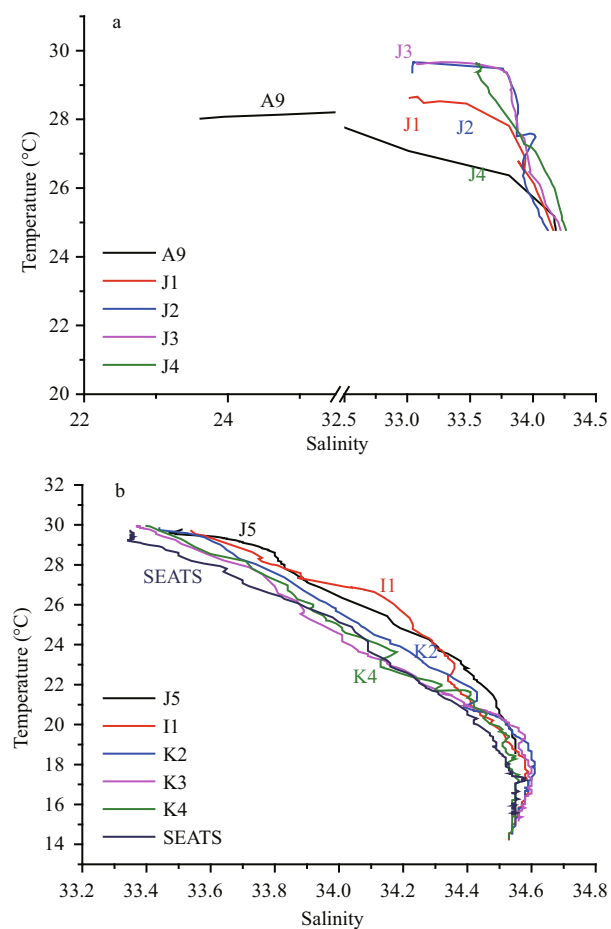 a
30
28
26
24
22
20
Temperature (°C)
A9
J3
J1
J2
J4
A9
J1
J2
J3
J4
22 24 32.5 33.0 33.5 34.0 34.5
Salinity
b
32
30
28
26
24
22
20
18
16
14
Temperature (°C)
J5
SEATS
I1
K2
K4
J5
I1
K2
K3
K4
SEATS
33.2 33.4 33.6 33.8 34.0 34.2 34.4 34.6 34.8
Salinity